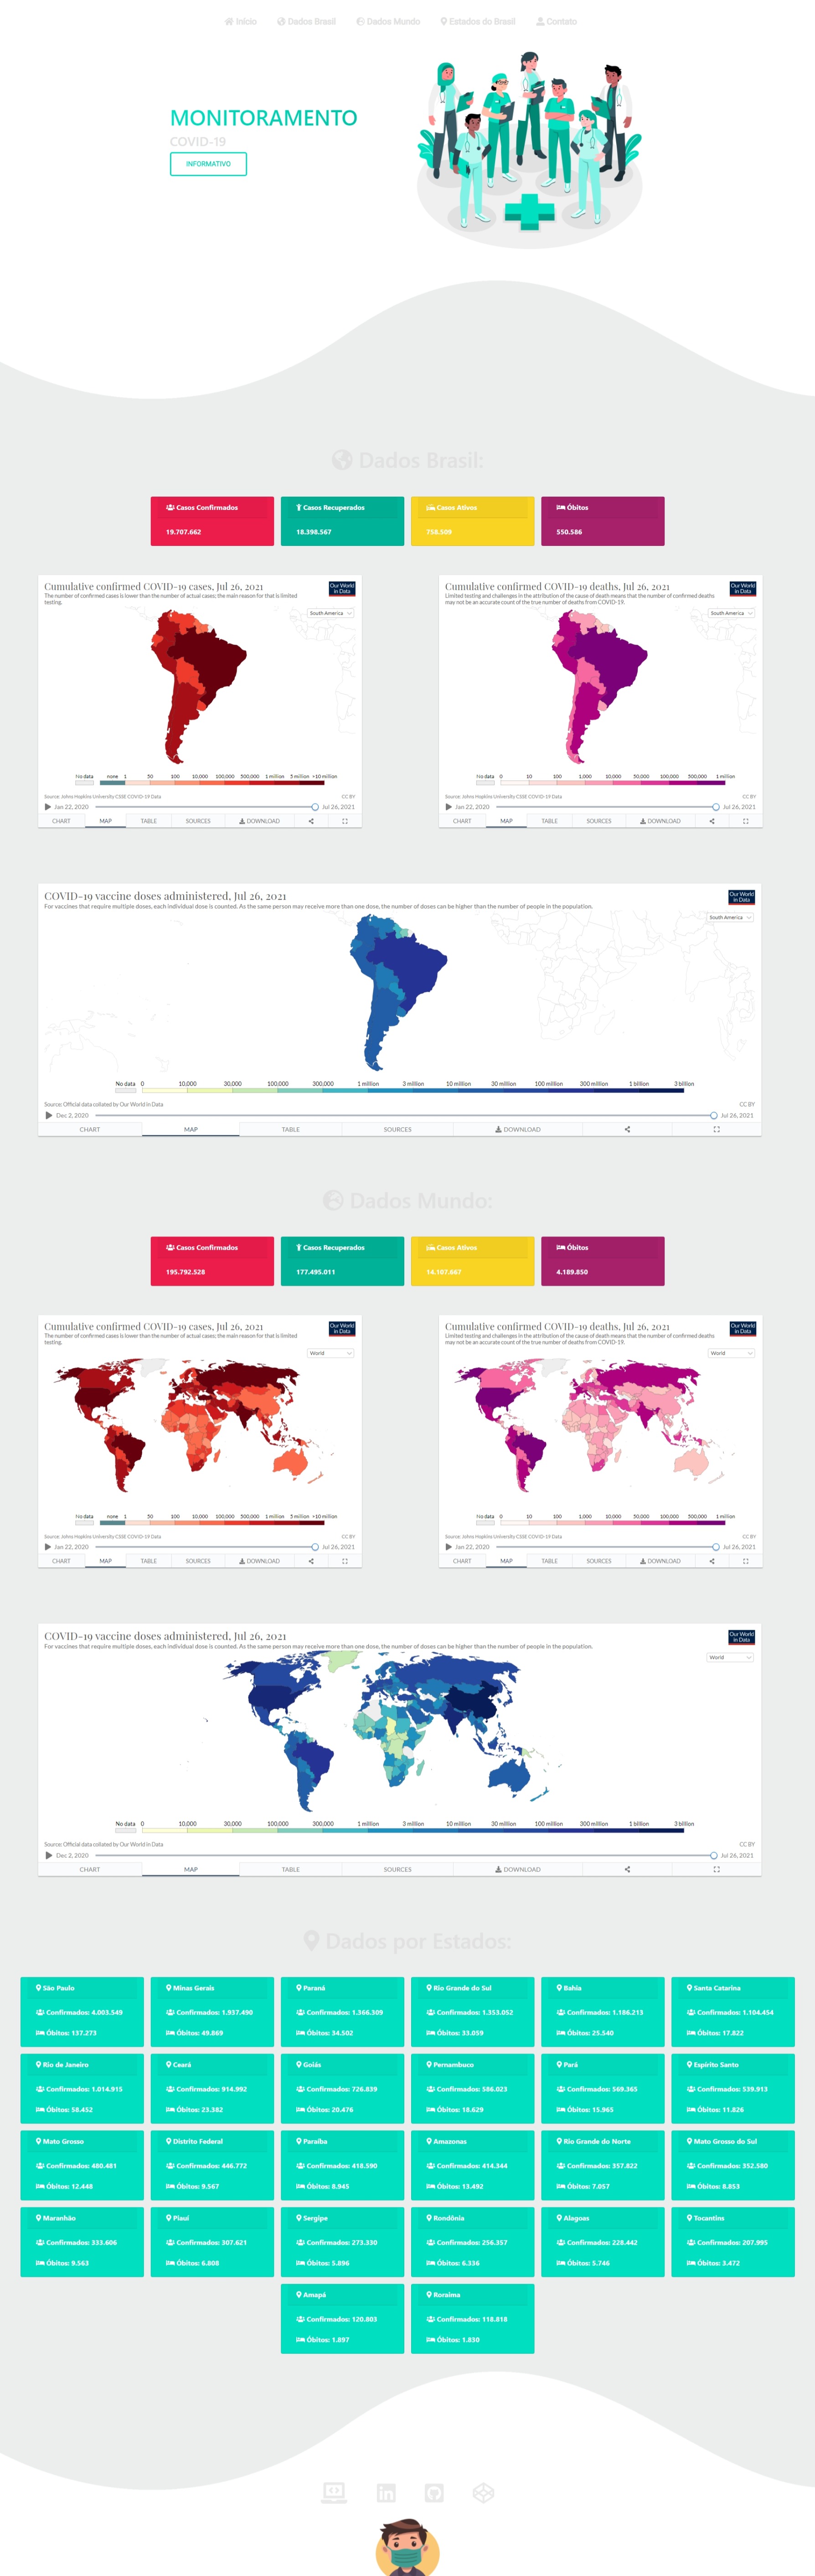 Início Dados Brasil Dados Mundo Estados do Brasil Contato
MONITORAMENTO
COVID-19
INFORMATIVO
Dados Brasil:
Casos Confirmados
19.707.662
Casos Recuperados
18.398.567
Casos Ativos
758.509
Óbitos
550.586
Cumulative confirmed COVID-19 cases, Jul 26, 2021
Our World in Data
The number of confirmed cases is lower than the number of actual cases; the main reason for that is limited
testing.
South America
No data none 1 50 100 10,000 100,000 500,000 1 million 5 million >10 million
Source: Johns Hopkins University CSSE COVID-19 Data CC BY
Jan 22, 2020 Jul 26, 2021
CHART MAP TABLE SOURCES DOWNLOAD
Cumulative confirmed COVID-19 deaths, Jul 26, 2021
Our World in Data
Limited testing and challenges in the attribution of the cause of death means that the number of confirmed deaths
may not be an accurate count of the true number of deaths from COVID-19.
South America
No data 0 10 100 1,000 10,000 50,000 100,000 500,000 1 million
Source: Johns Hopkins University CSSE COVID-19 Data CC BY
Jan 22, 2020 Jul 26, 2021
CHART MAP TABLE SOURCES DOWNLOAD
COVID-19 vaccine doses administered, Jul 26, 2021
Our World in Data
For vaccines that require multiple doses, each individual dose is counted. As the same person may receive more than one dose, the number of doses can be higher than the number of people in the population.
South America
No data 0 10,000 30,000 100,000 300,000 1 million 3 million 10 million 30 million 100 million 300 million 1 billion 3 billion
Source: Official data collated by Our World in Data CC BY
Dec 2, 2020 Jul 26, 2021
CHART MAP TABLE SOURCES DOWNLOAD
Dados Mundo:
Casos Confirmados
195.792.528
Casos Recuperados
177.495.011
Casos Ativos
14.107.667
Óbitos
4.189.850
Cumulative confirmed COVID-19 cases, Jul 26, 2021
Our World in Data
The number of confirmed cases is lower than the number of actual cases; the main reason for that is limited
testing.
World
No data none 1 50 100 10,000 100,000 500,000 1 million 5 million >10 million
Source: Johns Hopkins University CSSE COVID-19 Data CC BY
Jan 22, 2020 Jul 26, 2021
CHART MAP TABLE SOURCES DOWNLOAD
Cumulative confirmed COVID-19 deaths, Jul 26, 2021
Our World in Data
Limited testing and challenges in the attribution of the cause of death means that the number of confirmed deaths
may not be an accurate count of the true number of deaths from COVID-19.
World
No data 0 10 100 1,000 10,000 50,000 100,000 500,000 1 million
Source: Johns Hopkins University CSSE COVID-19 Data CC BY
Jan 22, 2020 Jul 26, 2021
CHART MAP TABLE SOURCES DOWNLOAD
COVID-19 vaccine doses administered, Jul 26, 2021
Our World in Data
For vaccines that require multiple doses, each individual dose is counted. As the same person may receive more than one dose, the number of doses can be higher than the number of people in the population.
World
No data 0 10,000 30,000 100,000 300,000 1 million 3 million 10 million 30 million 100 million 300 million 1 billion 3 billion
Source: Official data collated by Our World in Data CC BY
Dec 2, 2020 Jul 26, 2021
CHART MAP TABLE SOURCES DOWNLOAD
Dados por Estados:
São Paulo
Confirmados: 4.003.549
Óbitos: 137.273
Minas Gerais
Confirmados: 1.937.490
Óbitos: 49.869
Paraná
Confirmados: 1.366.309
Óbitos: 34.502
Rio Grande do Sul
Confirmados: 1.353.052
Óbitos: 33.059
Bahia
Confirmados: 1.186.213
Óbitos: 25.540
Santa Catarina
Confirmados: 1.104.454
Óbitos: 17.822
Rio de Janeiro
Confirmados: 1.014.915
Óbitos: 58.452
Ceará
Confirmados: 914.992
Óbitos: 23.382
Goiás
Confirmados: 726.839
Óbitos: 20.476
Pernambuco
Confirmados: 586.023
Óbitos: 18.629
Pará
Confirmados: 569.365
Óbitos: 15.965
Espírito Santo
Confirmados: 539.913
Óbitos: 11.826
Mato Grosso
Confirmados: 480.481
Óbitos: 12.448
Distrito Federal
Confirmados: 446.772
Óbitos: 9.567
Paraíba
Confirmados: 418.590
Óbitos: 8.945
Amazonas
Confirmados: 414.344
Óbitos: 13.492
Rio Grande do Norte
Confirmados: 357.822
Óbitos: 7.057
Mato Grosso do Sul
Confirmados: 352.580
Óbitos: 8.853
Maranhão
Confirmados: 333.606
Óbitos: 9.563
Piauí
Confirmados: 307.621
Óbitos: 6.808
Sergipe
Confirmados: 273.330
Óbitos: 5.896
Rondônia
Confirmados: 256.357
Óbitos: 6.336
Alagoas
Confirmados: 228.442
Óbitos: 5.746
Tocantins
Confirmados: 207.995
Óbitos: 3.472
Amapá
Confirmados: 120.803
Óbitos: 1.897
Roraima
Confirmados: 118.818
Óbitos: 1.830